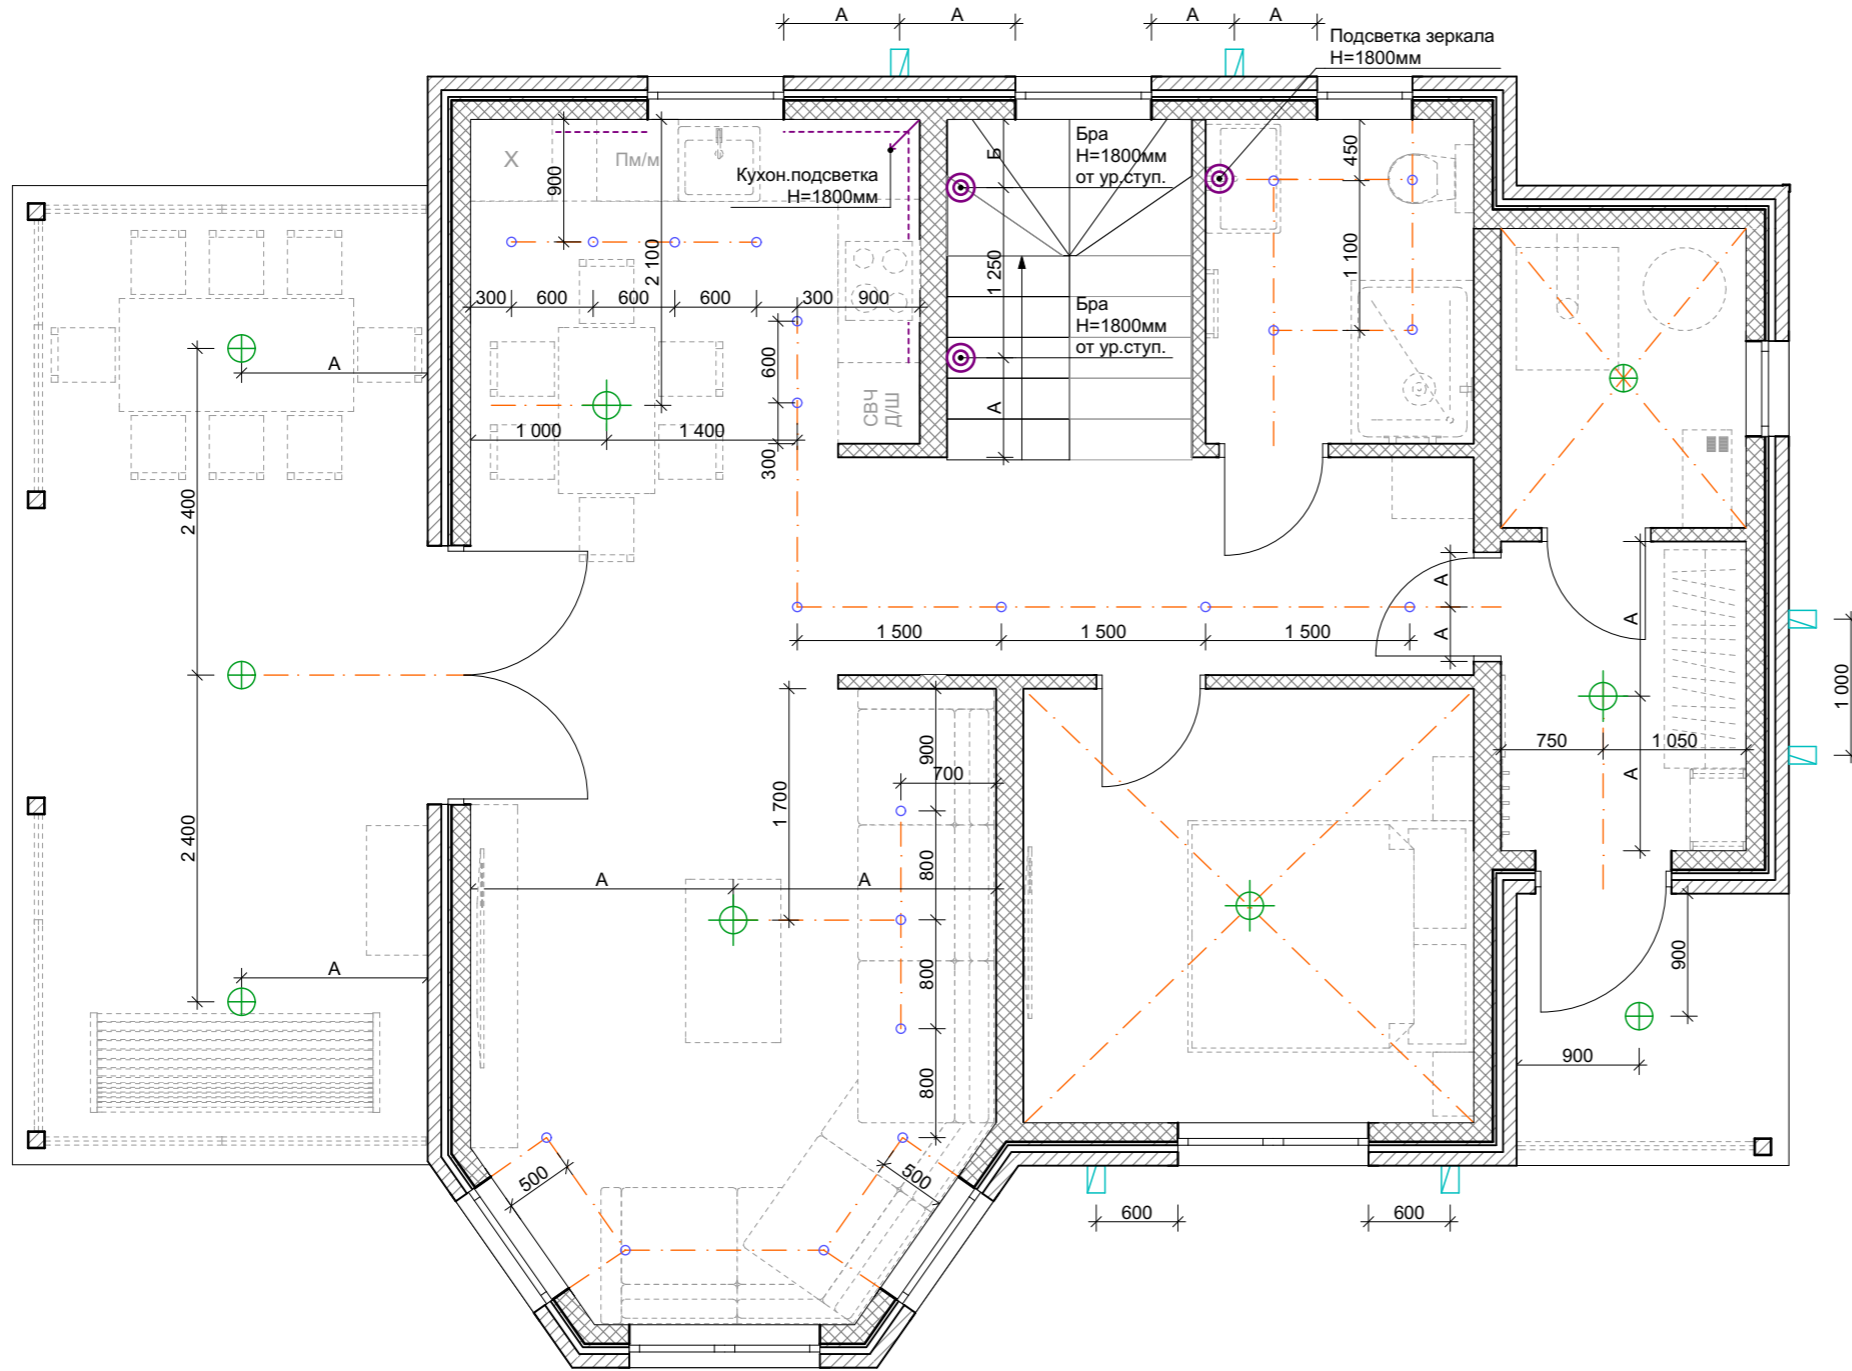 А
А
А
А
Подсветка зеркала
Н=1800мм
Х
Пм/м
900
Кухон.подсветка
Н=1800мм
2 100
Б
Бра
Н=1800мм
от ур.ступ.
450
1 100
1 250
300
600
600
600
300
900
Бра
Н=1800мм
от ур.ступ.
600
А
А
СВЧ
Д/Ш
1 000
1 400
300
2 400
А
А
1 500
1 500
1 500
А
1 000
750
1 050
А
900
700
1 700
800
2 400
А
А
900
А
800
900
800
500
500
600
600